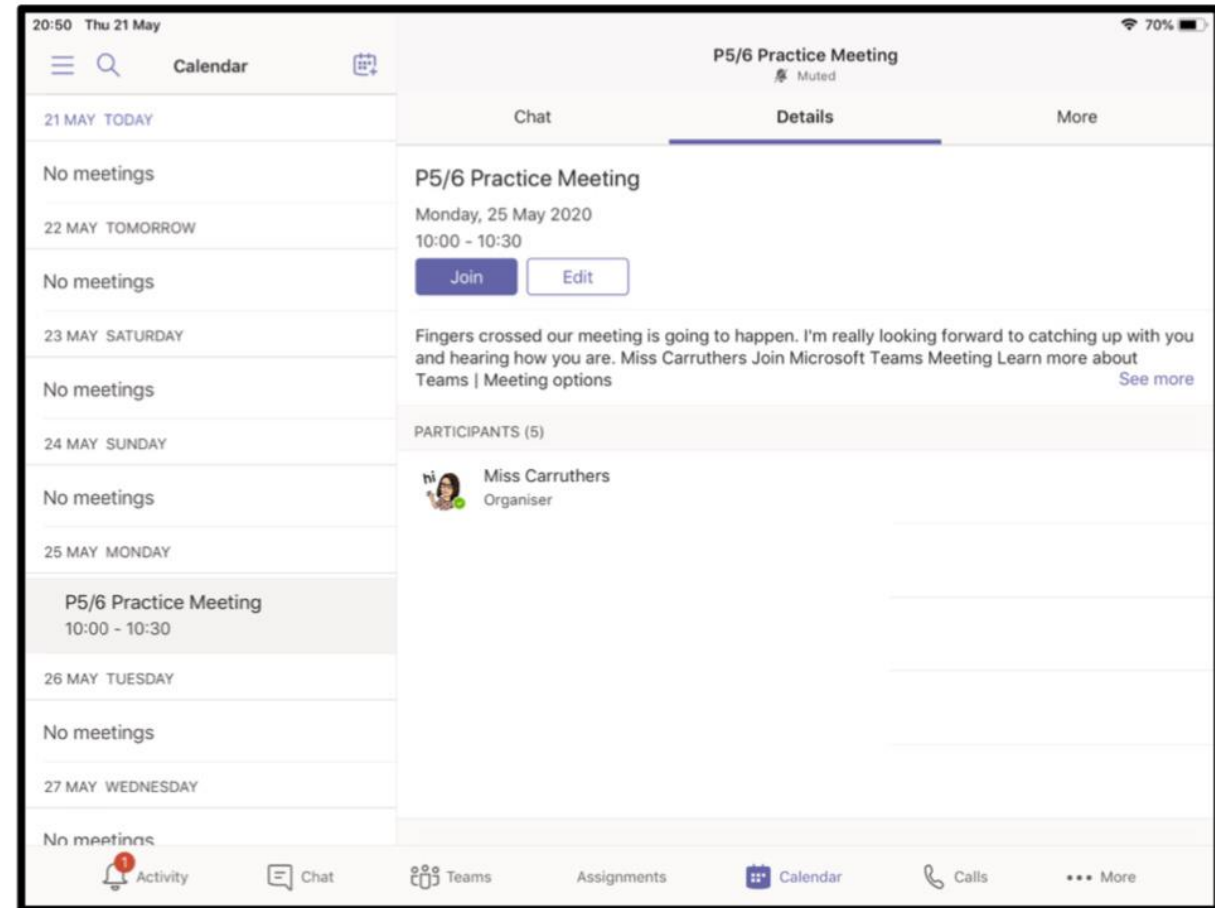 20:50 Thu 21 May
70%
Calendar
21 MAY TODAY
No meetings
22 MAY TOMORROW
No meetings
23 MAY SATURDAY
No meetings
24 MAY SUNDAY
No meetings
25 MAY MONDAY
P5/6 Practice Meeting
10:00 - 10:30
26 MAY TUESDAY
No meetings
27 MAY WEDNESDAY
No meetings
P5/6 Practice Meeting
Muted
Chat Details More
P5/6 Practice Meeting
Monday, 25 May 2020
10:00 - 10:30
Join Edit
Fingers crossed our meeting is going to happen. I'm really looking forward to catching up with you
and hearing how you are. Miss Carruthers Join Microsoft Teams Meeting Learn more about
Teams | Meeting options See more
PARTICIPANTS (5)
hi
Miss Carruthers
Organiser
1
Activity Chat Teams Assignments Calendar Calls More